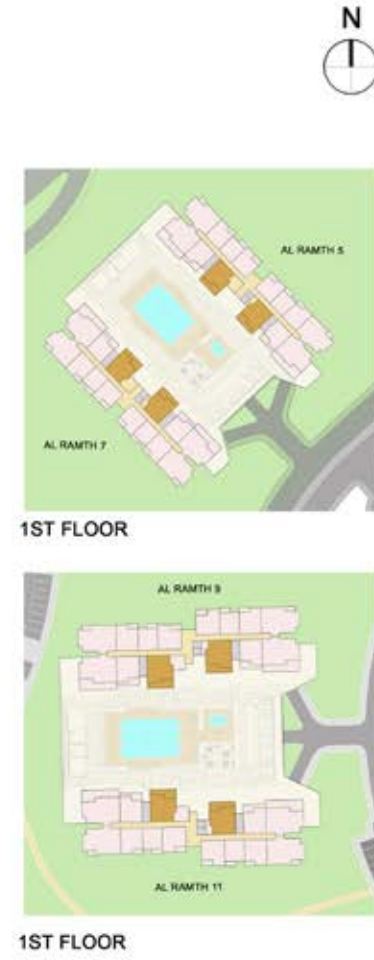 N
AL RAMTH 5
AL RAMTH 7
1ST FLOOR
AL RAMTH 9
AL RAMTH 11
1ST FLOOR